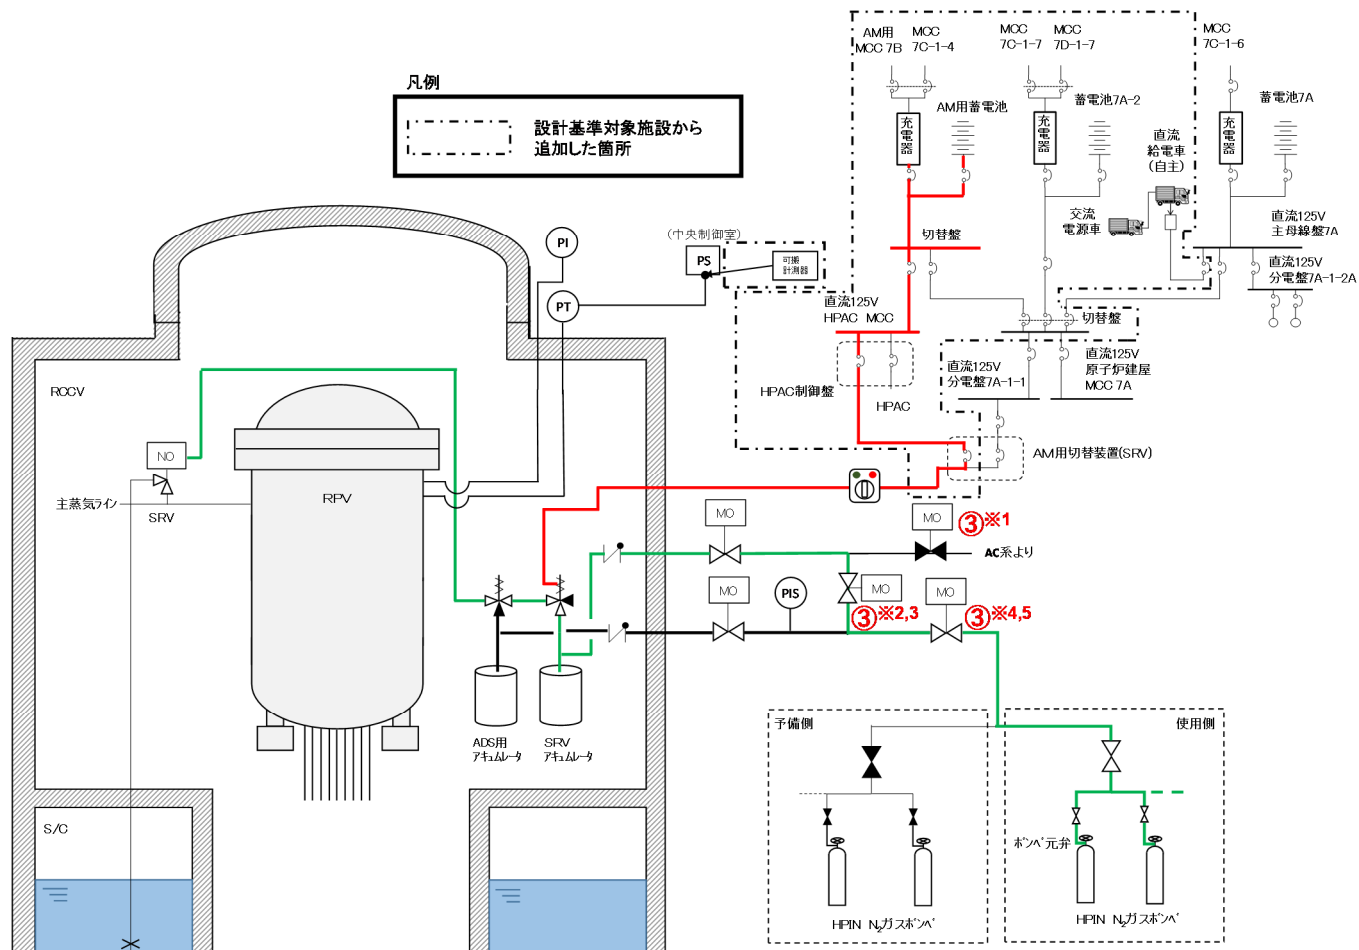 凡例
設計基準対象施設から
追加した箇所
AM用
MCC 7B
MCC
7C-1-4
MCC
7C-1-7
MCC
7D-1-7
MCC
7C-1-6
充電器
AM用蓄電池
充電器
蓄電池7A-2
直流
給電車
(自主)
充電器
蓄電池7A
交流
電源車
直流125V
主母線盤7A
直流125V
分電盤7A-1-2A
切替盤
(中央制御室)
PS
可搬
計測器
PI
PT
直流125V
HPAC MCC
切替盤
HPAC制御盤
HPAC
直流125V
分電盤7A-1-1
直流125V
原子炉建屋
MCC 7A
AM用切替装置(SRV)
RCCV
NO
SRV
主蒸気ライン
RPV
MO
MO
③※1
AC系より
MO
③※2,3
MO
③※4,5
MO
PIS
ADS用
アキュムレータ
SRV
アキュムレータ
S/C
予備側
使用側
ボンベ元弁
HPIN N₂ガスボンベ
HPIN N₂ガスボンベ